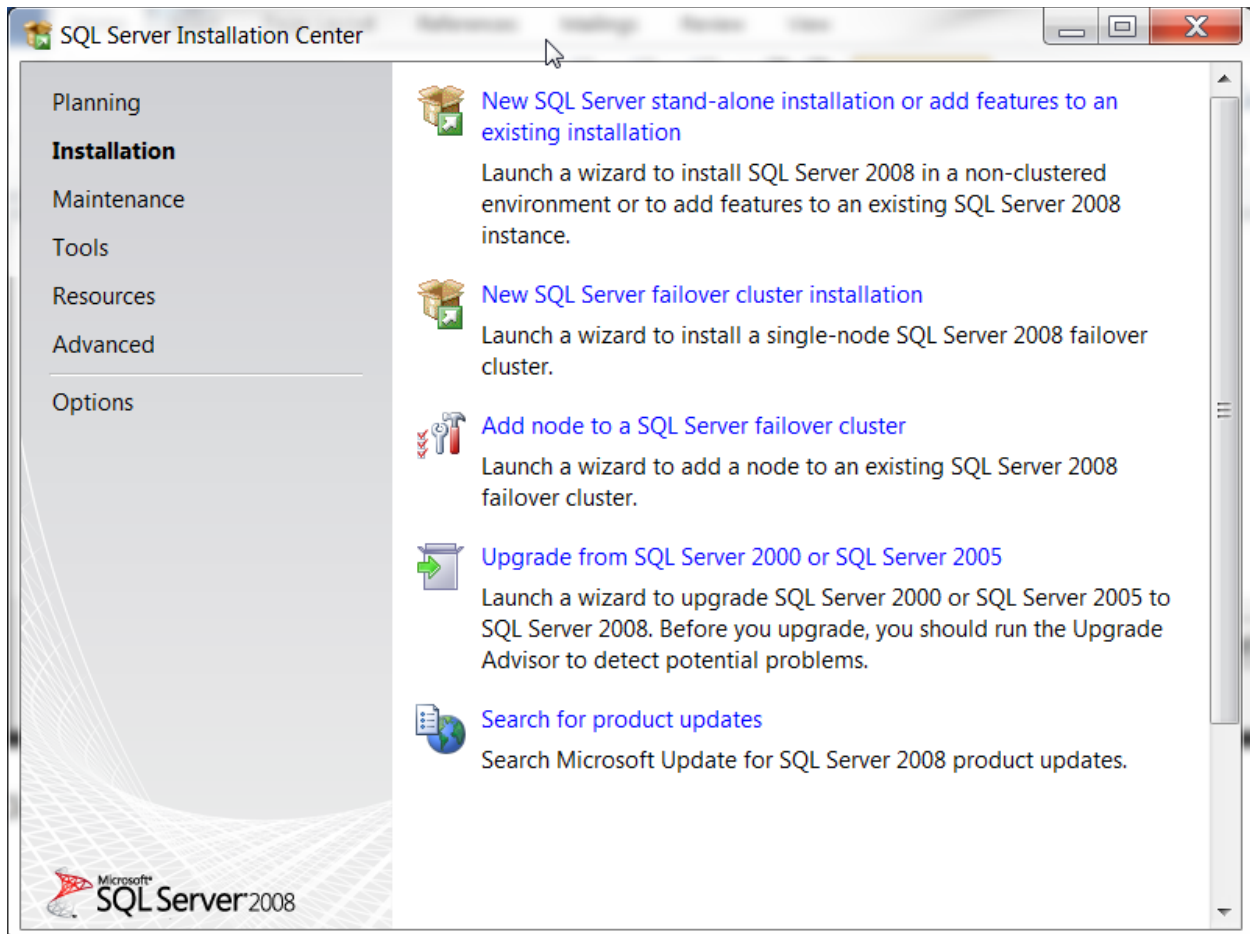 References Mailings Review View
SQL Server Installation Center
Planning
Installation
Maintenance
Tools
Resources
Advanced
Options
New SQL Server stand-alone installation or add features to an
existing installation
Launch a wizard to install SQL Server 2008 in a non-clustered
environment or to add features to an existing SQL Server 2008
instance.
New SQL Server failover cluster installation
Launch a wizard to install a single-node SQL Server 2008 failover
cluster.
Add node to a SQL Server failover cluster
Launch a wizard to add a node to an existing SQL Server 2008
failover cluster.
Upgrade from SQL Server 2000 or SQL Server 2005
Launch a wizard to upgrade SQL Server 2000 or SQL Server 2005 to
SQL Server 2008. Before you upgrade, you should run the Upgrade
Advisor to detect potential problems.
Search for product updates
Search Microsoft Update for SQL Server 2008 product updates.
Microsoft®
SQL Server®2008